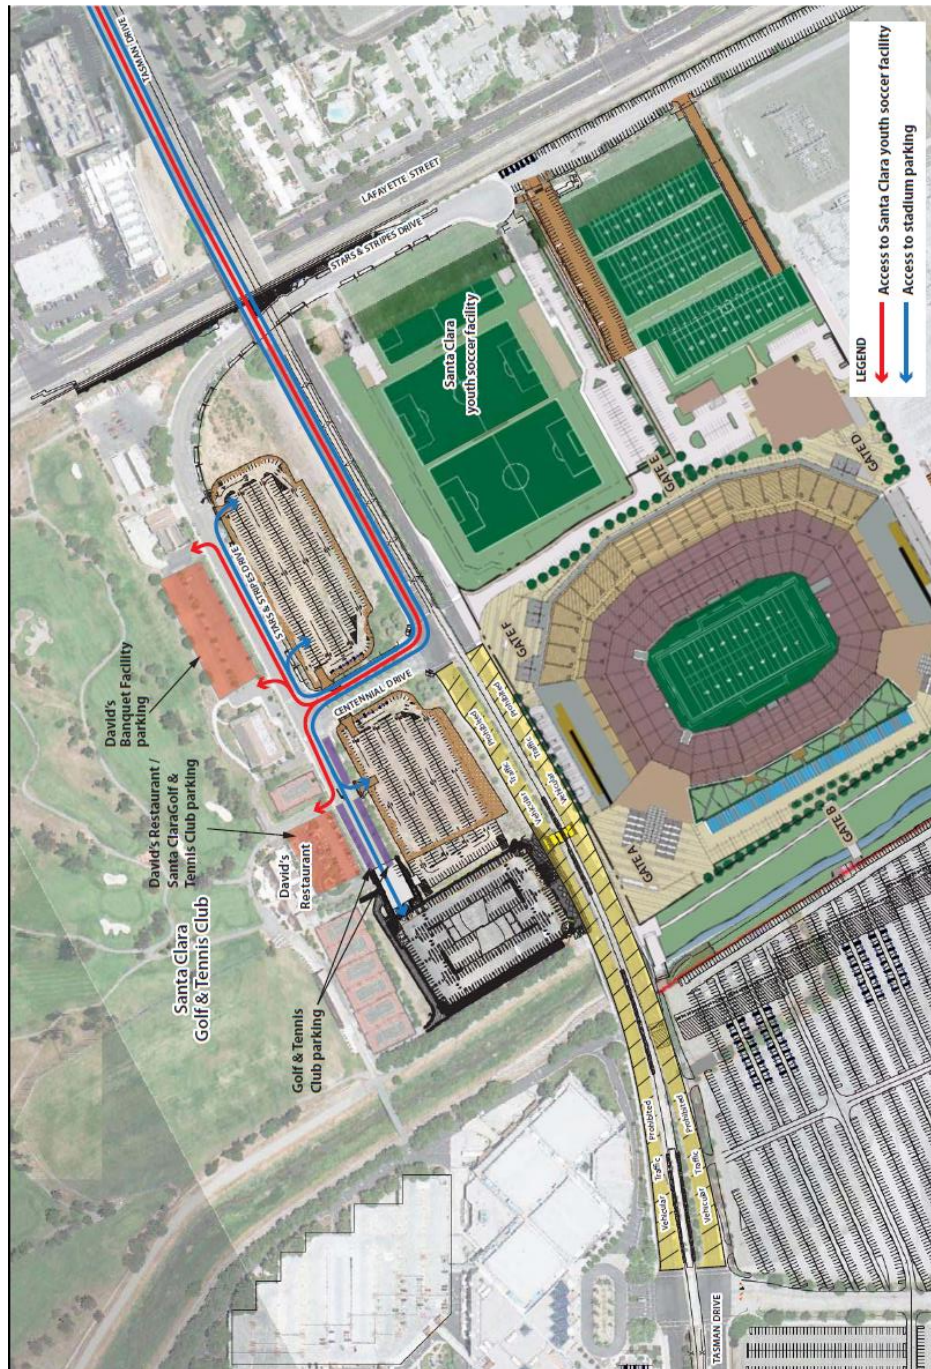 TASMAN DRIVE
LAFAYETTE STREET
STARS & STRIPES DRIVE
Santa Clara
youth soccer facility
STARS & STRIPES DRIVE
CENTENNIAL DRIVE
David's
Banquet Facility
parking
David's Restaurant /
Santa ClaraGolf &
Tennis Club parking
David's
Restaurant
Santa Clara
Golf & Tennis Club
Golf & Tennis
Club parking
GATE E
GATE D
GATE F
GATE A
GATE B
Vehicular Traffic Prohibited
Vehicular Traffic Prohibited
Vehicular Traffic Prohibited
Vehicular Traffic Prohibited
TASMAN DRIVE
LEGEND
Access to Santa Clara youth soccer facility
Access to stadium parking